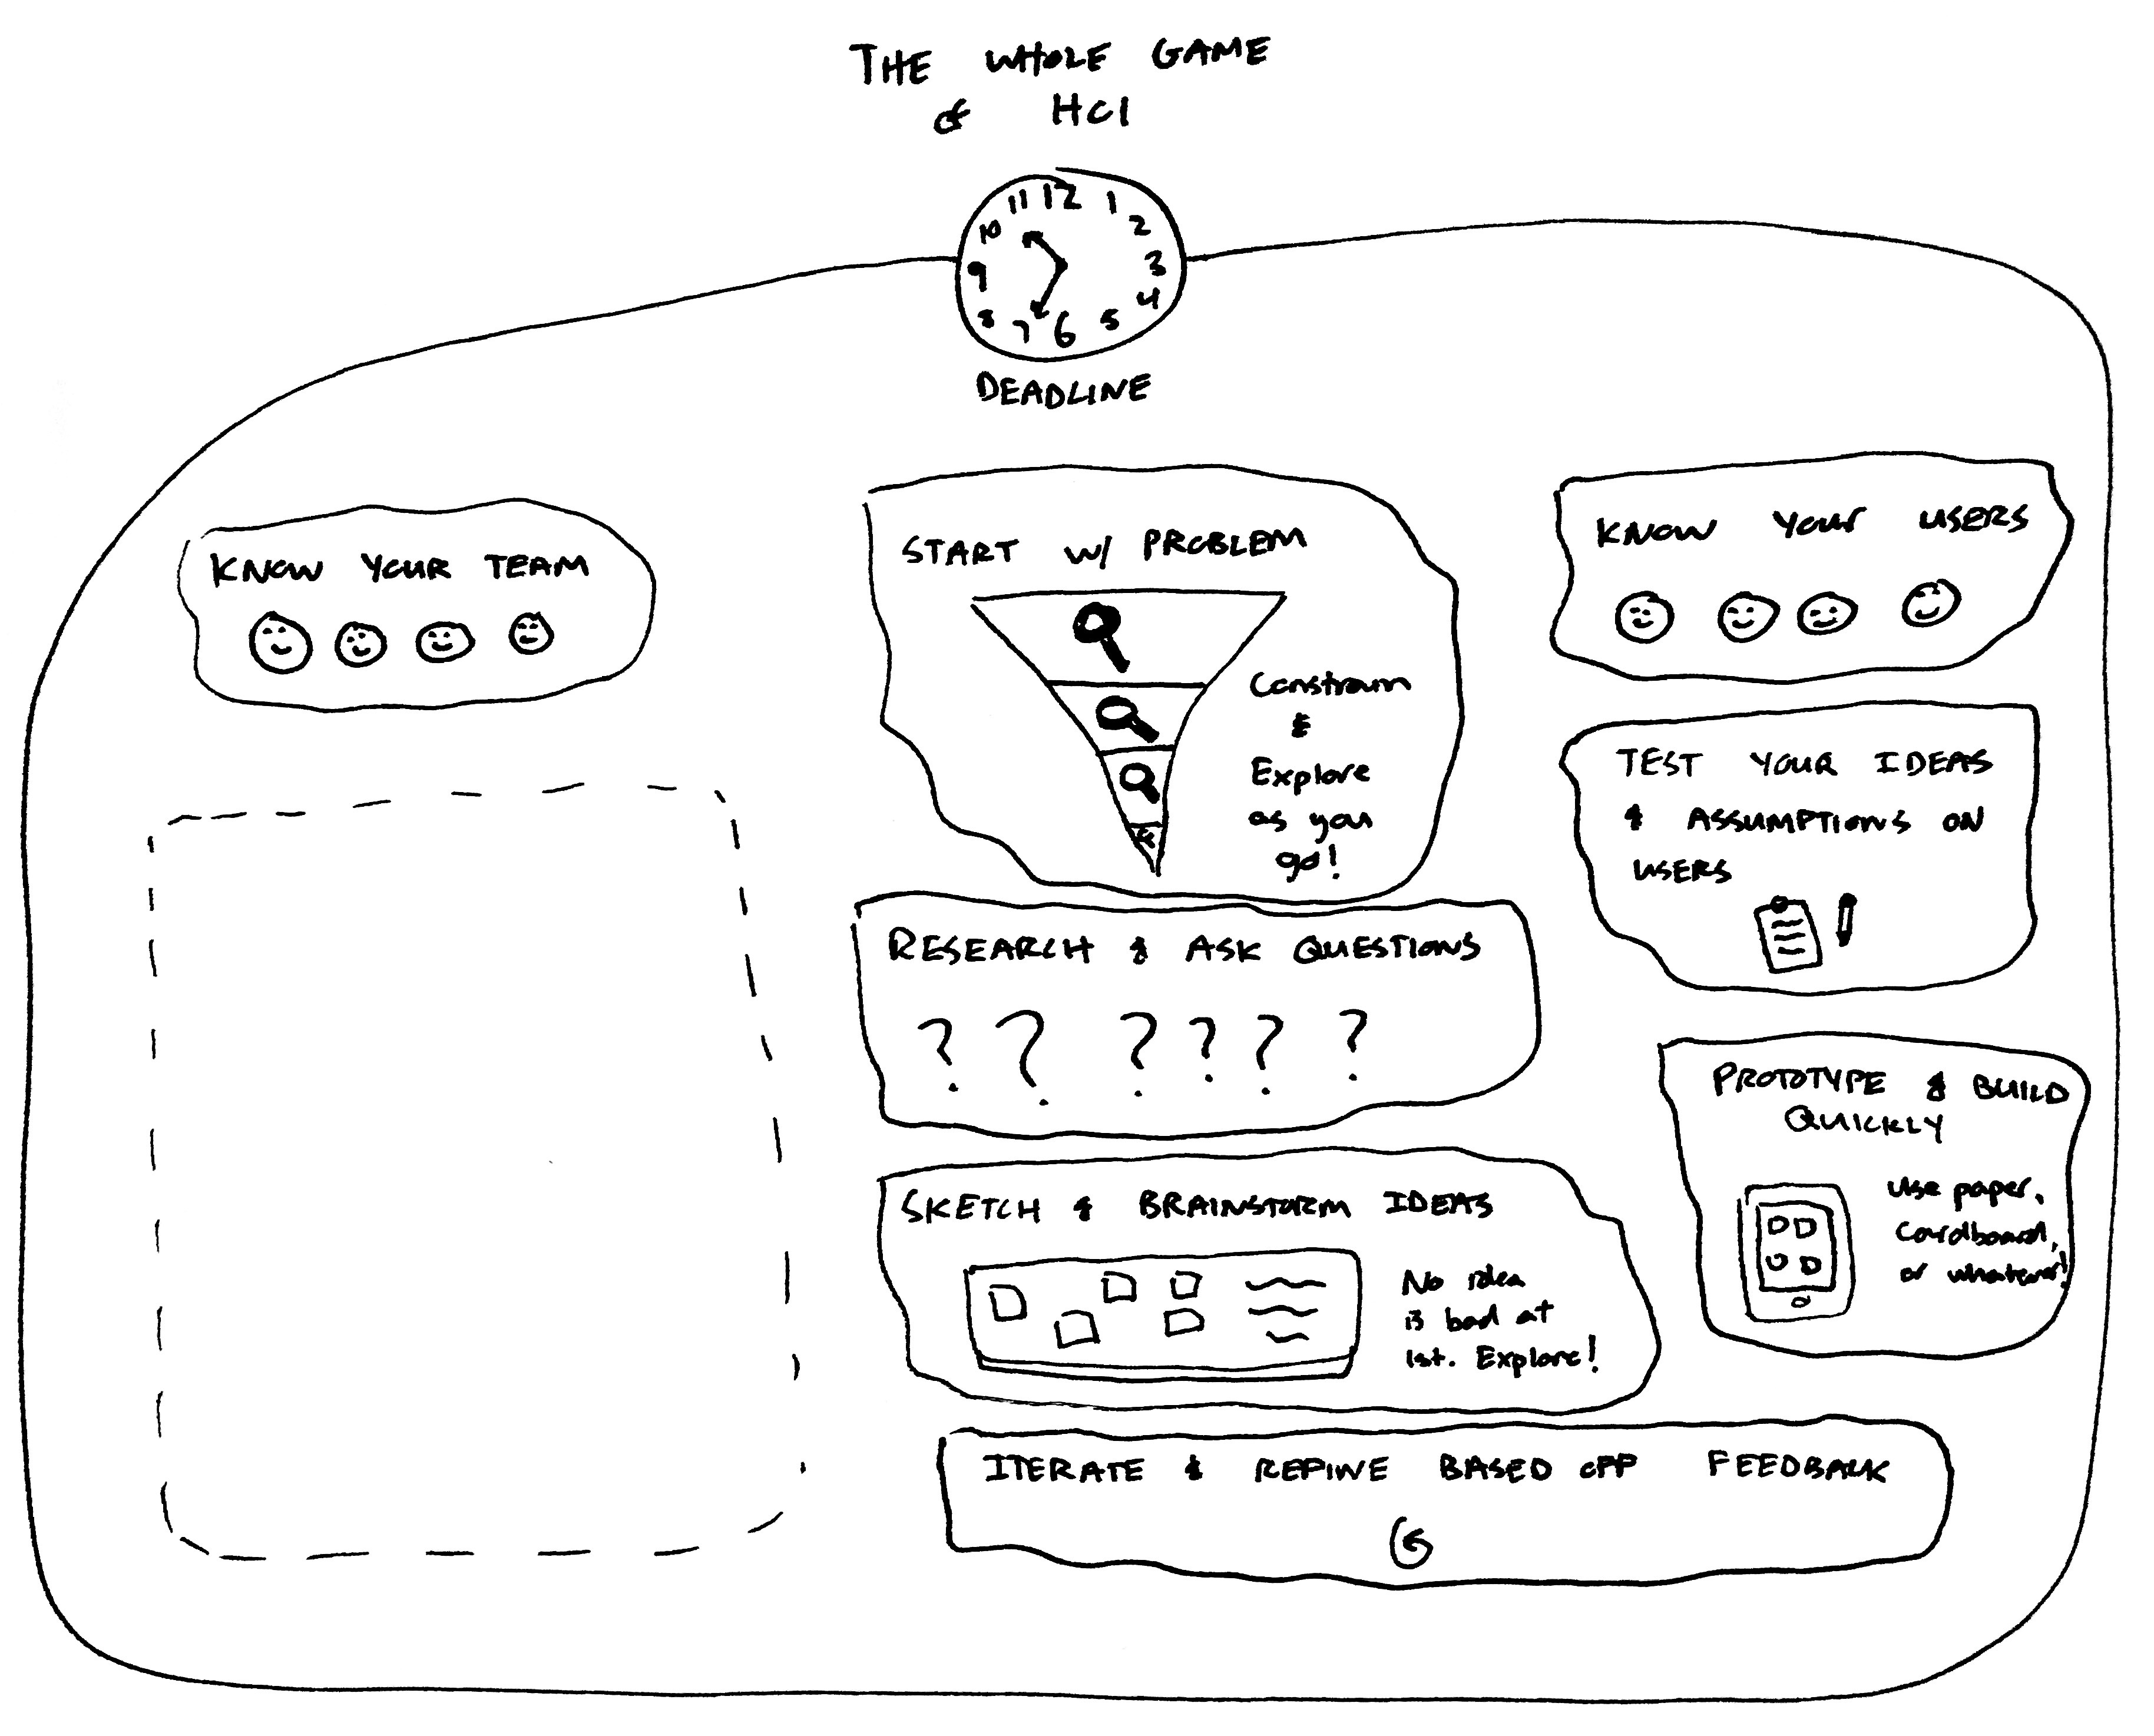 THE WHOLE GAME
of HCI
11 12 1
10 2
9 3
8 4
7 6 5
DEADLINE
KNOW YOUR TEAM
START W/ PROBLEM
Constrain
&
Explore
as you
go!
RESEARCH & ASK QUESTIONS
? ? ? ? ? ?
SKETCH & BRAINSTORM IDEAS
No idea
is bad at
1st. Explore!
ITERATE & REFINE BASED OFF FEEDBACK
KNOW YOUR USERS
TEST YOUR IDEAS
& ASSUMPTIONS ON
USERS
PROTOTYPE & BUILD
QUICKLY
Use paper,
Cardboard,
or whatever!